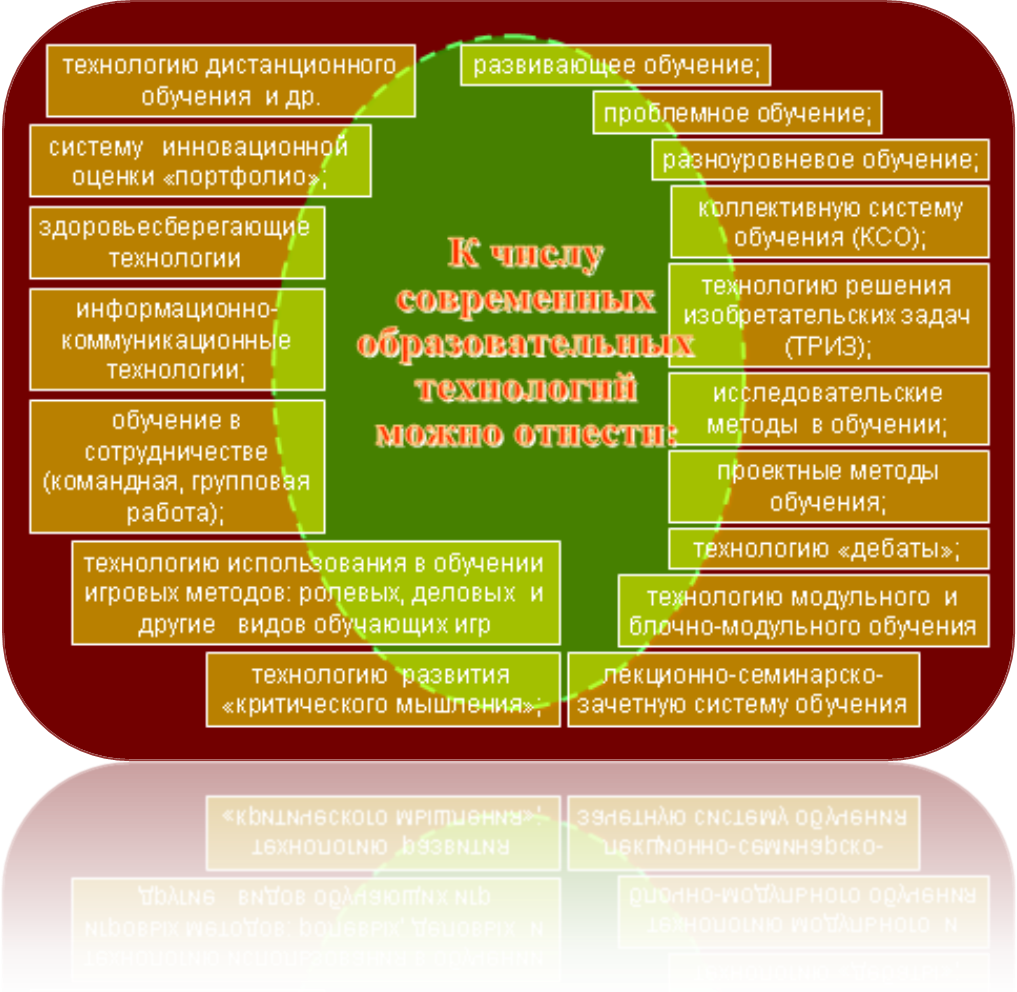 К числу
современных
образовательных
технологий
можно отнести:
развивающее обучение;
проблемное обучение;
разноуровневое обучение;
коллективную систему
обучения (КСО);
технологию решения
изобретательских задач
(ТРИЗ);
исследовательские
методы в обучении;
проектные методы
обучения;
технологию «дебаты»;
технологию модульного и
блочно-модульного обучения
лекционно-семинарско-
зачетную систему обучения
технологию развития
«критического мышления»;
технологию использования в обучении
игровых методов: ролевых, деловых и
другие видов обучающих игр
обучение в
сотрудничестве
(командная, групповая
работа);
информационно-
коммуникационные
технологии;
здоровьесберегающие
технологии
систему инновационной
оценки «портфолио»;
технологию дистанционного
обучения и др.